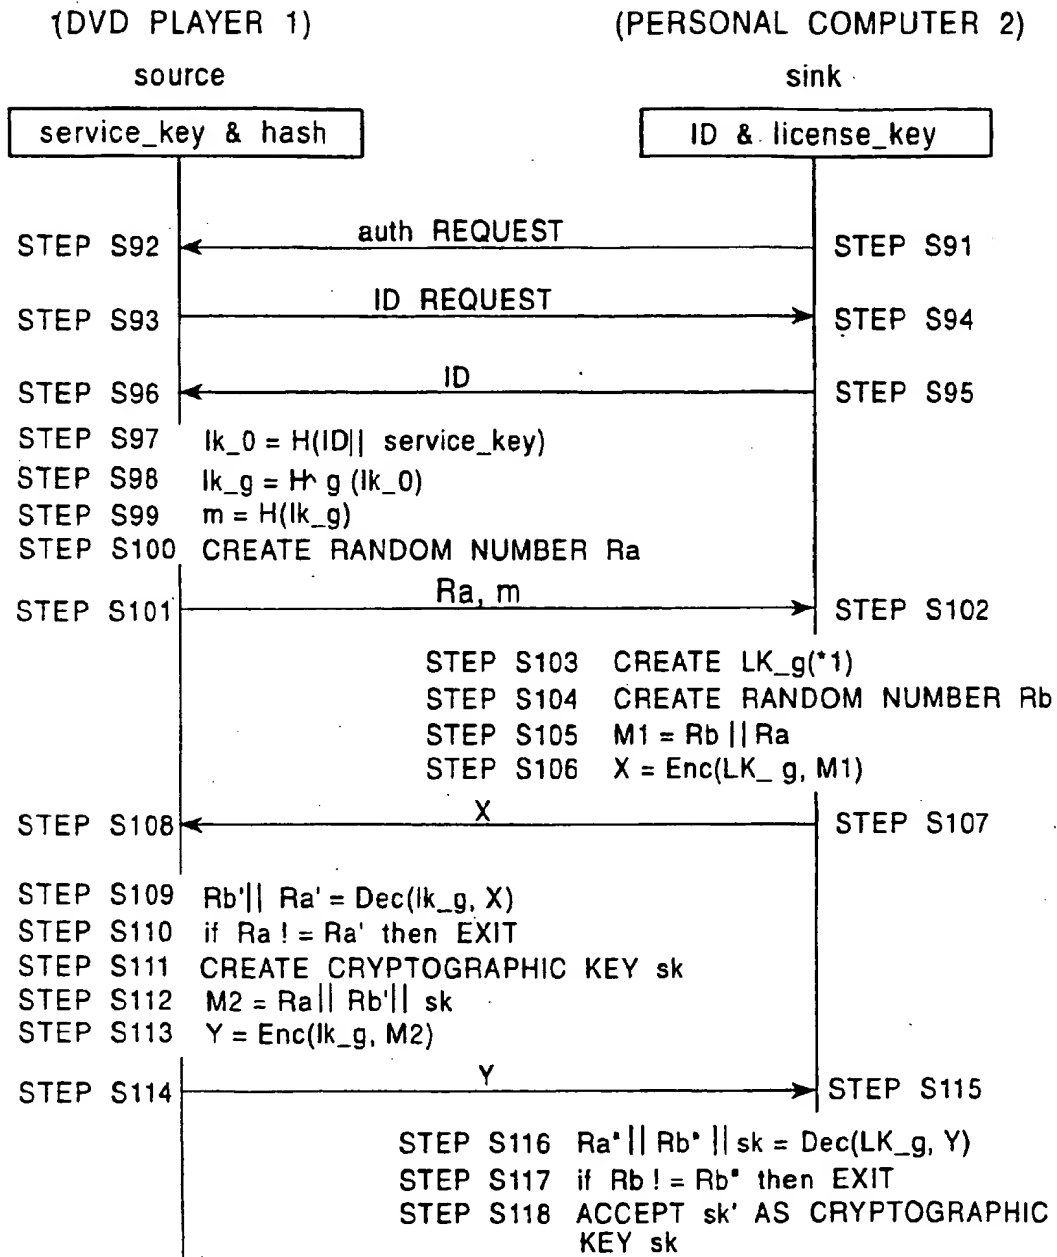 (DVD PLAYER 1) (PERSONAL COMPUTER 2)
source sink
service_key & hash ID & license_key
STEP S92 auth REQUEST STEP S91
STEP S93 ID REQUEST STEP S94
STEP S96 ID STEP S95
STEP S97 lk_0 = H(ID|| service_key)
STEP S98 lk_g = H^ g (lk_0)
STEP S99 m = H(lk_g)
STEP S100 CREATE RANDOM NUMBER Ra
STEP S101 Ra, m STEP S102
STEP S103 CREATE LK_g(*1)
STEP S104 CREATE RANDOM NUMBER Rb
STEP S105 M1 = Rb || Ra
STEP S106 X = Enc(LK_ g, M1)
STEP S108 X STEP S107
STEP S109 Rb'|| Ra' = Dec(lk_g, X)
STEP S110 if Ra != Ra' then EXIT
STEP S111 CREATE CRYPTOGRAPHIC KEY sk
STEP S112 M2 = Ra|| Rb'|| sk
STEP S113 Y = Enc(lk_g, M2)
STEP S114 Y STEP S115
STEP S116 Ra" || Rb" || sk = Dec(LK_g, Y)
STEP S117 if Rb != Rb" then EXIT
STEP S118 ACCEPT sk' AS CRYPTOGRAPHIC
KEY sk